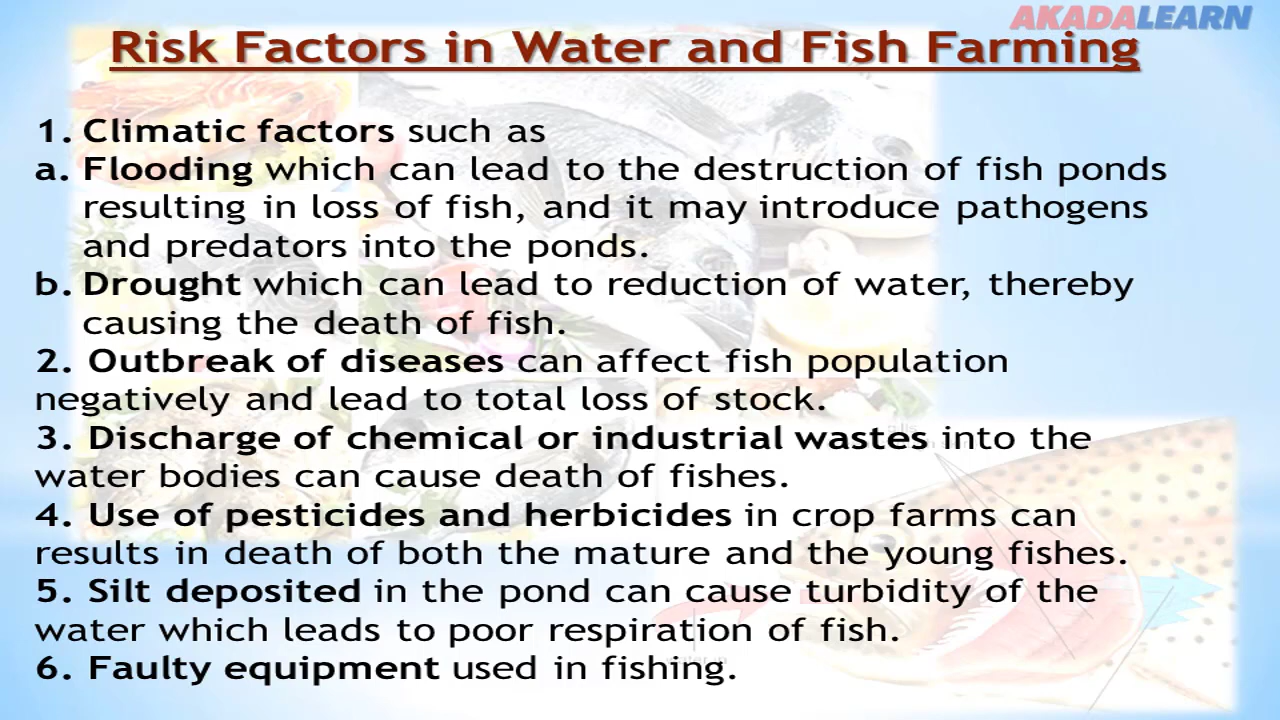 AKADALEARN
Risk Factors in Water and Fish Farming
1. Climatic factors such as
a. Flooding which can lead to the destruction of fish ponds
resulting in loss of fish, and it may introduce pathogens
and predators into the ponds.
b. Drought which can lead to reduction of water, thereby
causing the death of fish.
2. Outbreak of diseases can affect fish population
negatively and lead to total loss of stock.
3. Discharge of chemical or industrial wastes into the
water bodies can cause death of fishes.
4. Use of pesticides and herbicides in crop farms can
results in death of both the mature and the young fishes.
5. Silt deposited in the pond can cause turbidity of the
water which leads to poor respiration of fish.
6. Faulty equipment used in fishing.